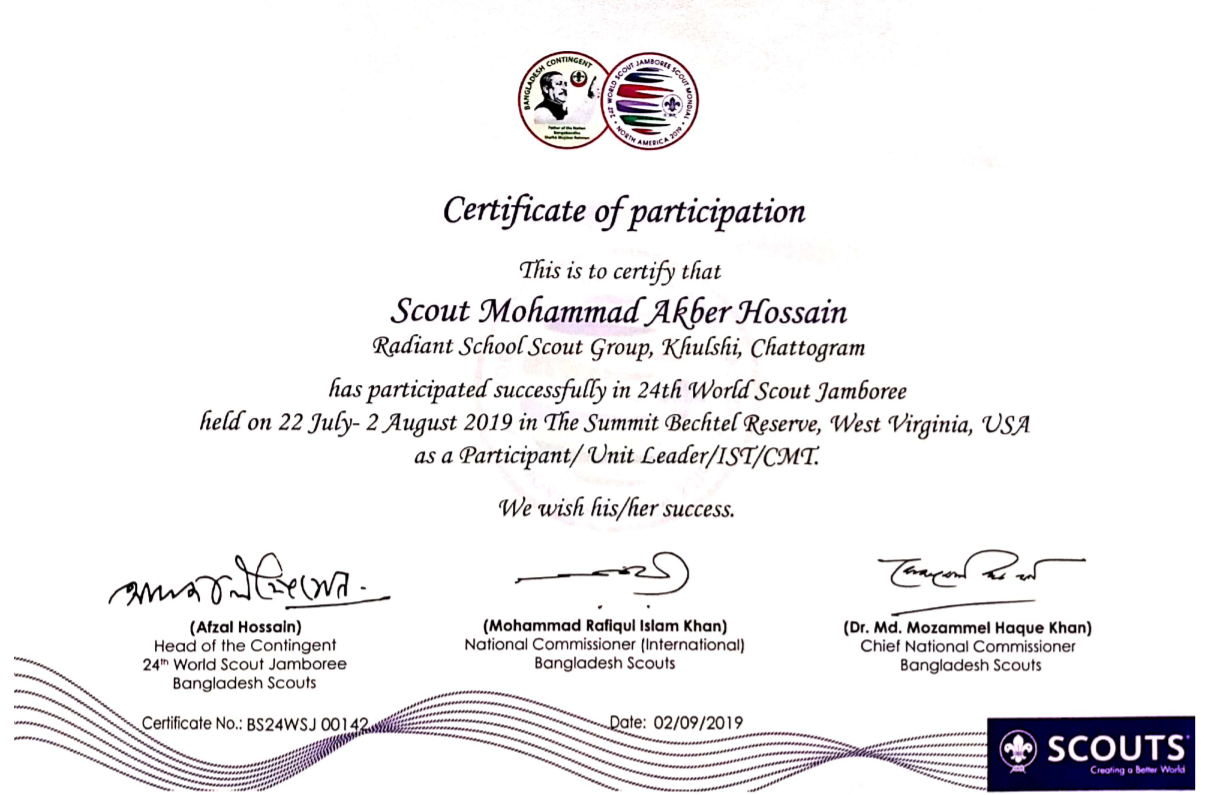 BANGLADESH CONTINGENT
Father of the Nation
Bangabandhu
Sheikh Mujibur Rahman
24E WORLD SCOUT JAMBOREE SCOUT MONDIAL
NORTH AMERICA 2019
Certificate of participation
This is to certify that
Scout Mohammad Akber Hossain
Radiant School Scout Group, Khulshi, Chattogram
has participated successfully in 24th World Scout Jamboree
held on 22 July- 2 August 2019 in The Summit Bechtel Reserve, West Virginia, USA
as a Participant/ Unit Leader/IST/CMT.
We wish his/her success.
(Afzal Hossain)
Head of the Contingent
24th World Scout Jamboree
Bangladesh Scouts
(Mohammad Rafiqul Islam Khan)
National Commissioner (International)
Bangladesh Scouts
(Dr. Md. Mozammel Haque Khan)
Chief National Commissioner
Bangladesh Scouts
Certificate No.: BS24WSJ 00142
Date: 02/09/2019
SCOUTS
Creating a Better World